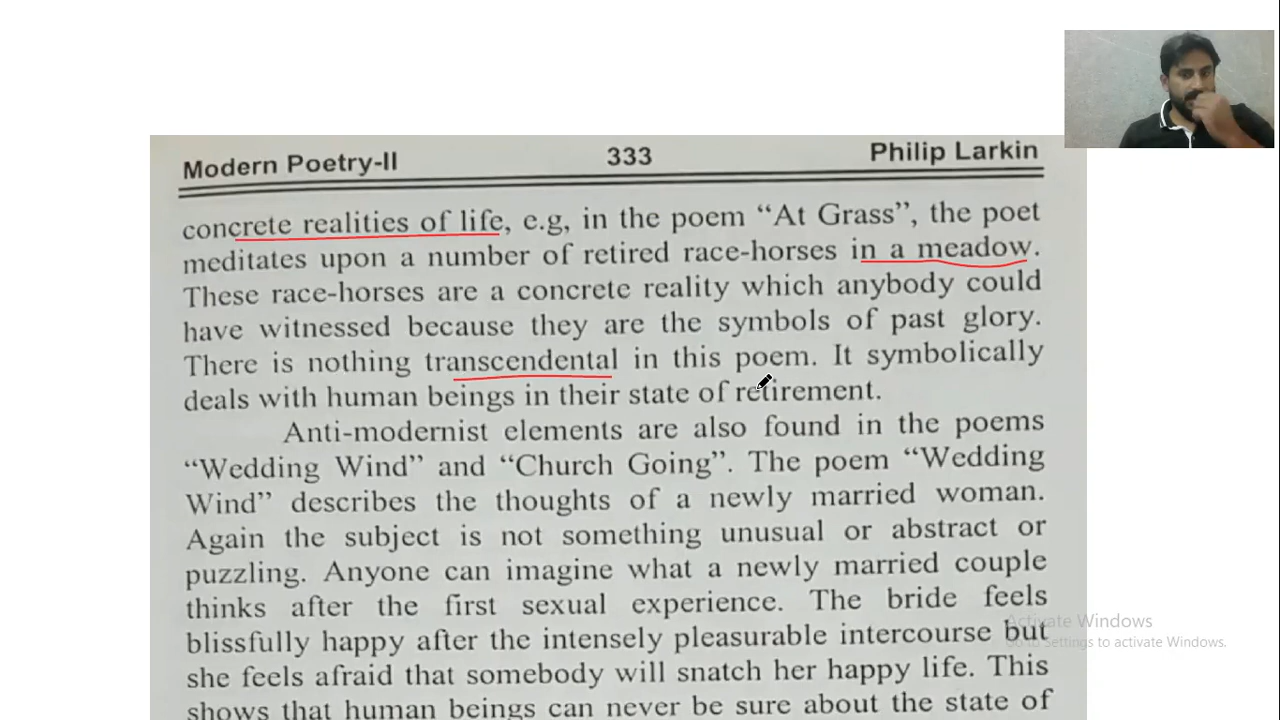 Modern Poetry-II 333 Philip Larkin
concrete realities of life, e.g, in the poem “At Grass”, the poet
meditates upon a number of retired race-horses in a meadow.
These race-horses are a concrete reality which anybody could
have witnessed because they are the symbols of past glory.
There is nothing transcendental in this poem. It symbolically
deals with human beings in their state of retirement.
Anti-modernist elements are also found in the poems
“Wedding Wind” and “Church Going”. The poem “Wedding
Wind” describes the thoughts of a newly married woman.
Again the subject is not something unusual or abstract or
puzzling. Anyone can imagine what a newly married couple
thinks after the first sexual experience. The bride feels
blissfully happy after the intensely pleasurable intercourse but
she feels afraid that somebody will snatch her happy life. This
shows that human beings can never be sure about the state of
Activate Windows
Go to Settings to activate Windows.